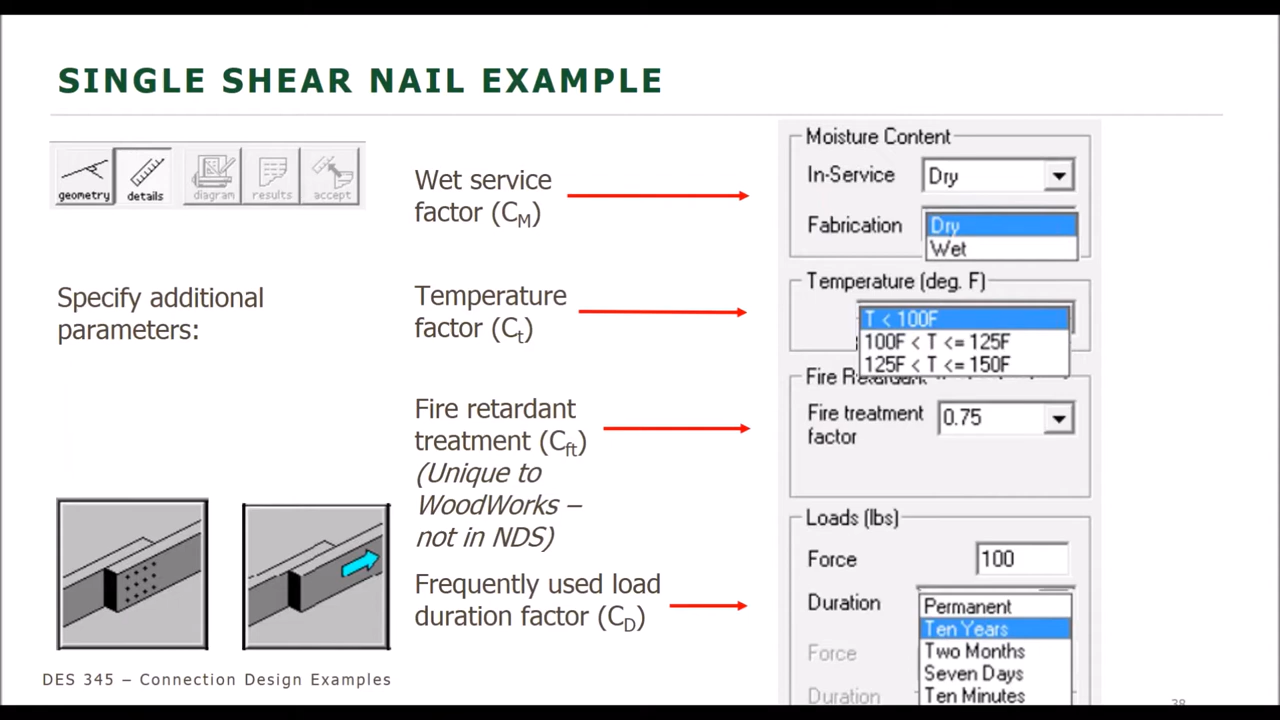 SINGLE SHEAR NAIL EXAMPLE
geometry
details
diagram
results
accept
Specify additional
parameters:
Wet service
factor (CM)
Temperature
factor (Ct)
Fire retardant
treatment (Cft)
(Unique to
WoodWorks –
not in NDS)
Frequently used load
duration factor (CD)
Moisture Content
In-Service Dry
Fabrication Dry
Wet
Temperature (deg. F)
T < 100F
100F < T <= 125F
125F < T <= 150F
Fire Retardant
Fire treatment 0.75
factor
Loads (lbs)
Force 100
Duration Permanent
Ten Years
Two Months
Force
Seven Days
Duration Ten Minutes
DES 345 – Connection Design Examples
38